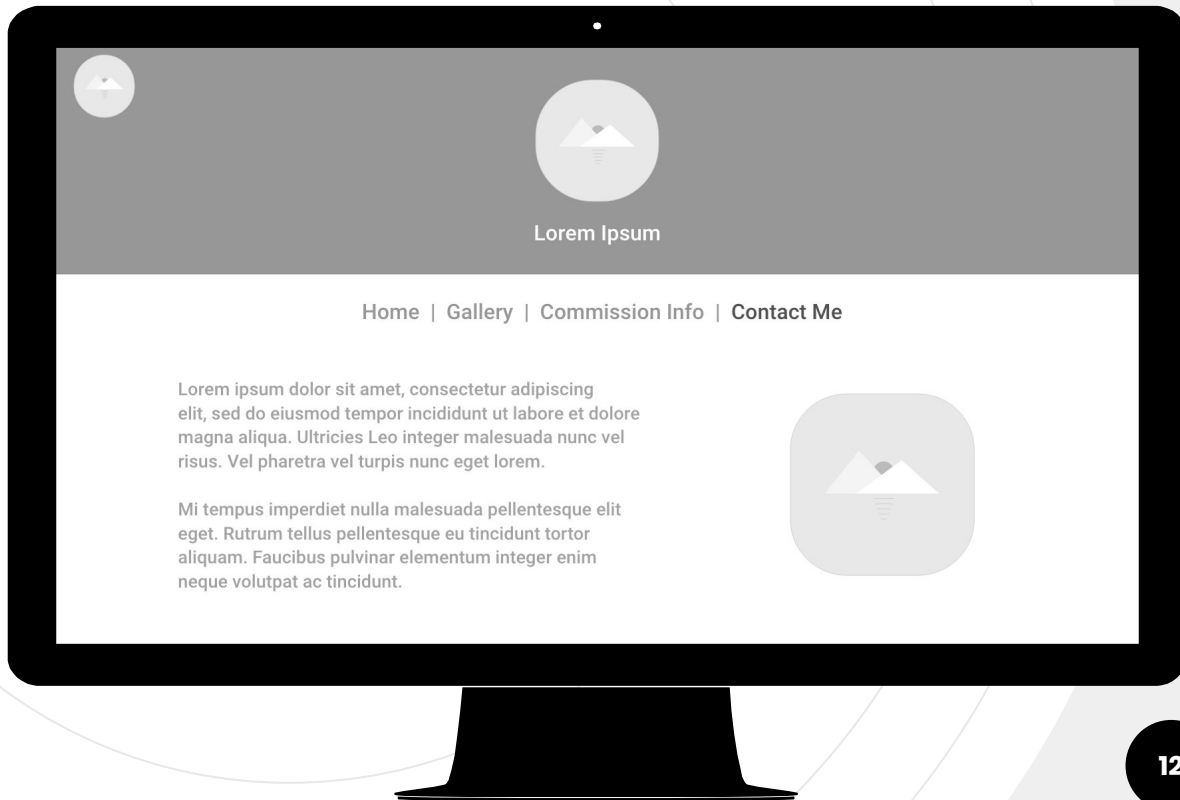 Lorem Ipsum
Home | Gallery | Commission Info | Contact Me
Lorem ipsum dolor sit amet, consectetur adipiscing
elit, sed do eiusmod tempor incididunt ut labore et dolore
magna aliqua. Ultricies Leo integer malesuada nunc vel
risus. Vel pharetra vel turpis nunc eget lorem.
Mi tempus imperdiet nulla malesuada pellentesque elit
eget. Rutrum tellus pellentesque eu tincidunt tortor
aliquam. Faucibus pulvinar elementum integer enim
neque volutpat ac tincidunt.
12